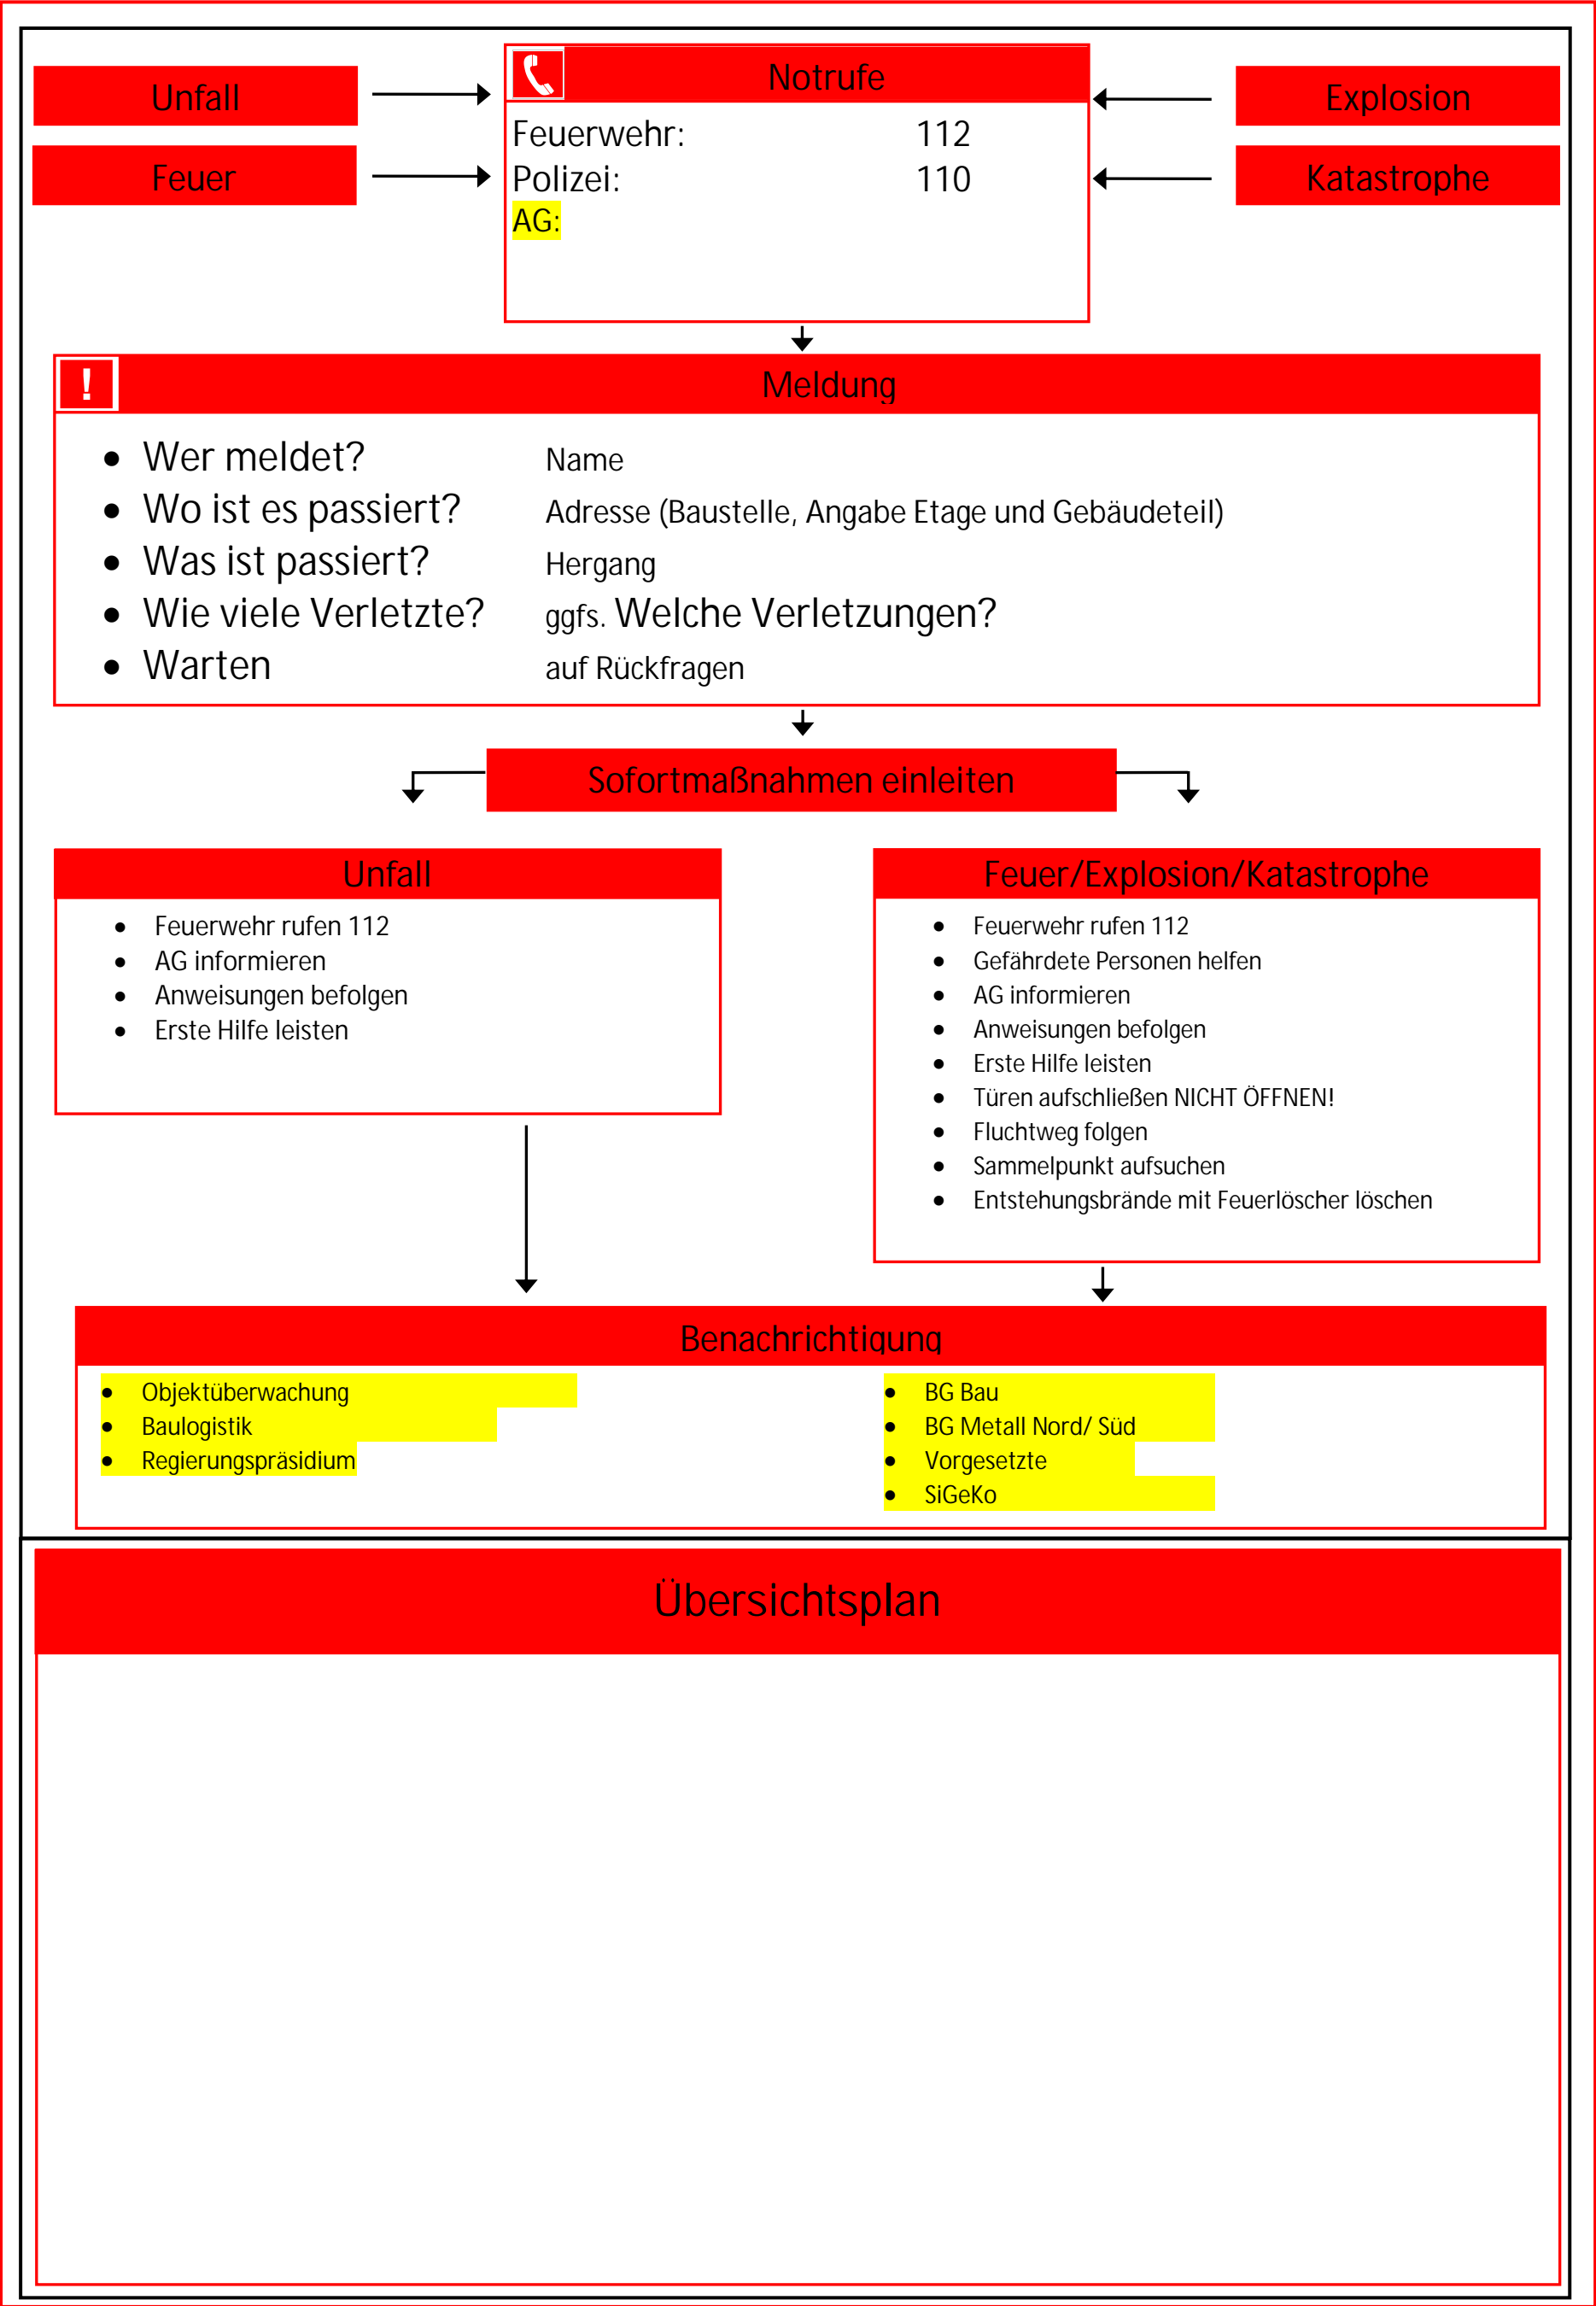 Notrufe
Unfall
Explosion
Feuerwehr: 112
Feuer
Polizei: 110
Katastrophe
AG:
! Meldung
• Wer meldet? Name
• Wo ist es passiert? Adresse (Baustelle, Angabe Etage und Gebäudeteil)
• Was ist passiert? Hergang
• Wie viele Verletzte? ggfs. Welche Verletzungen?
• Warten auf Rückfragen
Sofortmaßnahmen einleiten
Unfall
• Feuerwehr rufen 112
• AG informieren
• Anweisungen befolgen
• Erste Hilfe leisten
Feuer/Explosion/Katastrophe
• Feuerwehr rufen 112
• Gefährdete Personen helfen
• AG informieren
• Anweisungen befolgen
• Erste Hilfe leisten
• Türen aufschließen NICHT ÖFFNEN!
• Fluchtweg folgen
• Sammelpunkt aufsuchen
• Entstehungsbrände mit Feuerlöscher löschen
Benachrichtigung
• Objektüberwachung
• Baulogistik
• Regierungspräsidium
• BG Bau
• BG Metall Nord/ Süd
• Vorgesetzte
• SiGeKo
Übersichtsplan